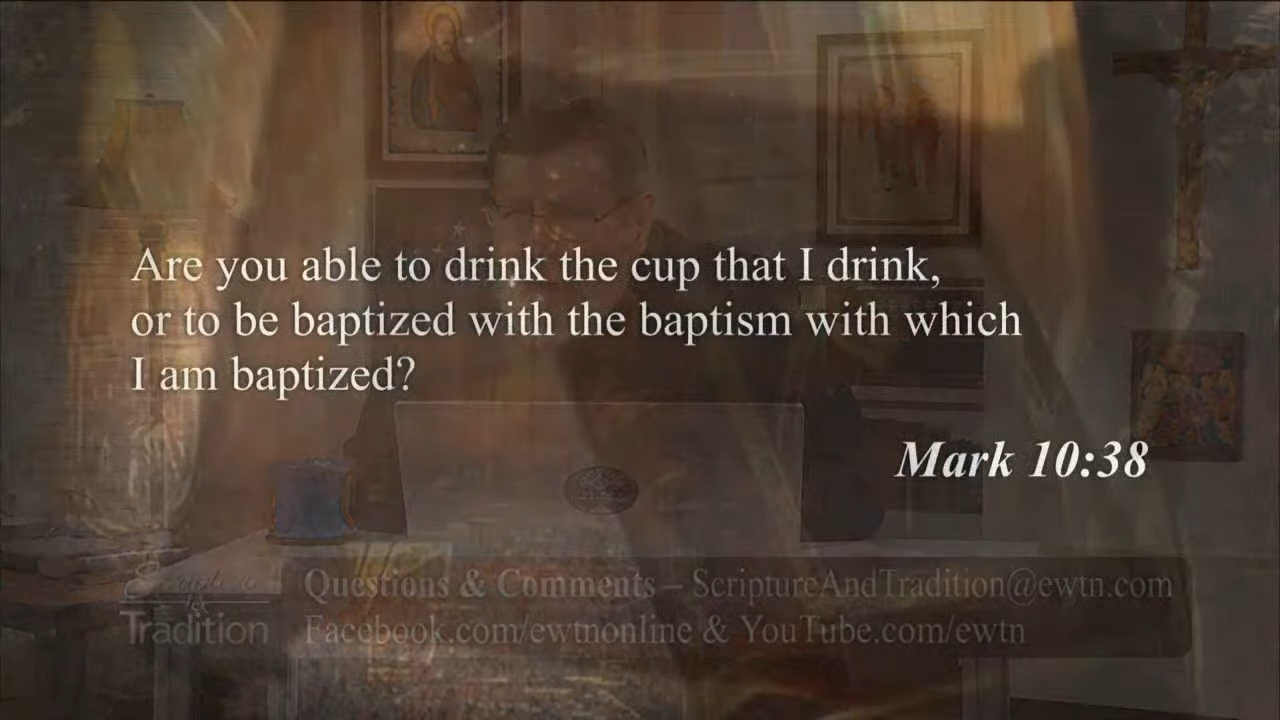 Are you able to drink the cup that I drink,
or to be baptized with the baptism with which
I am baptized?
Mark 10:38
Scripture
&
Tradition
Questions & Comments – ScriptureAndTradition@ewtn.com
Facebook.com/ewtnonline & YouTube.com/ewtn